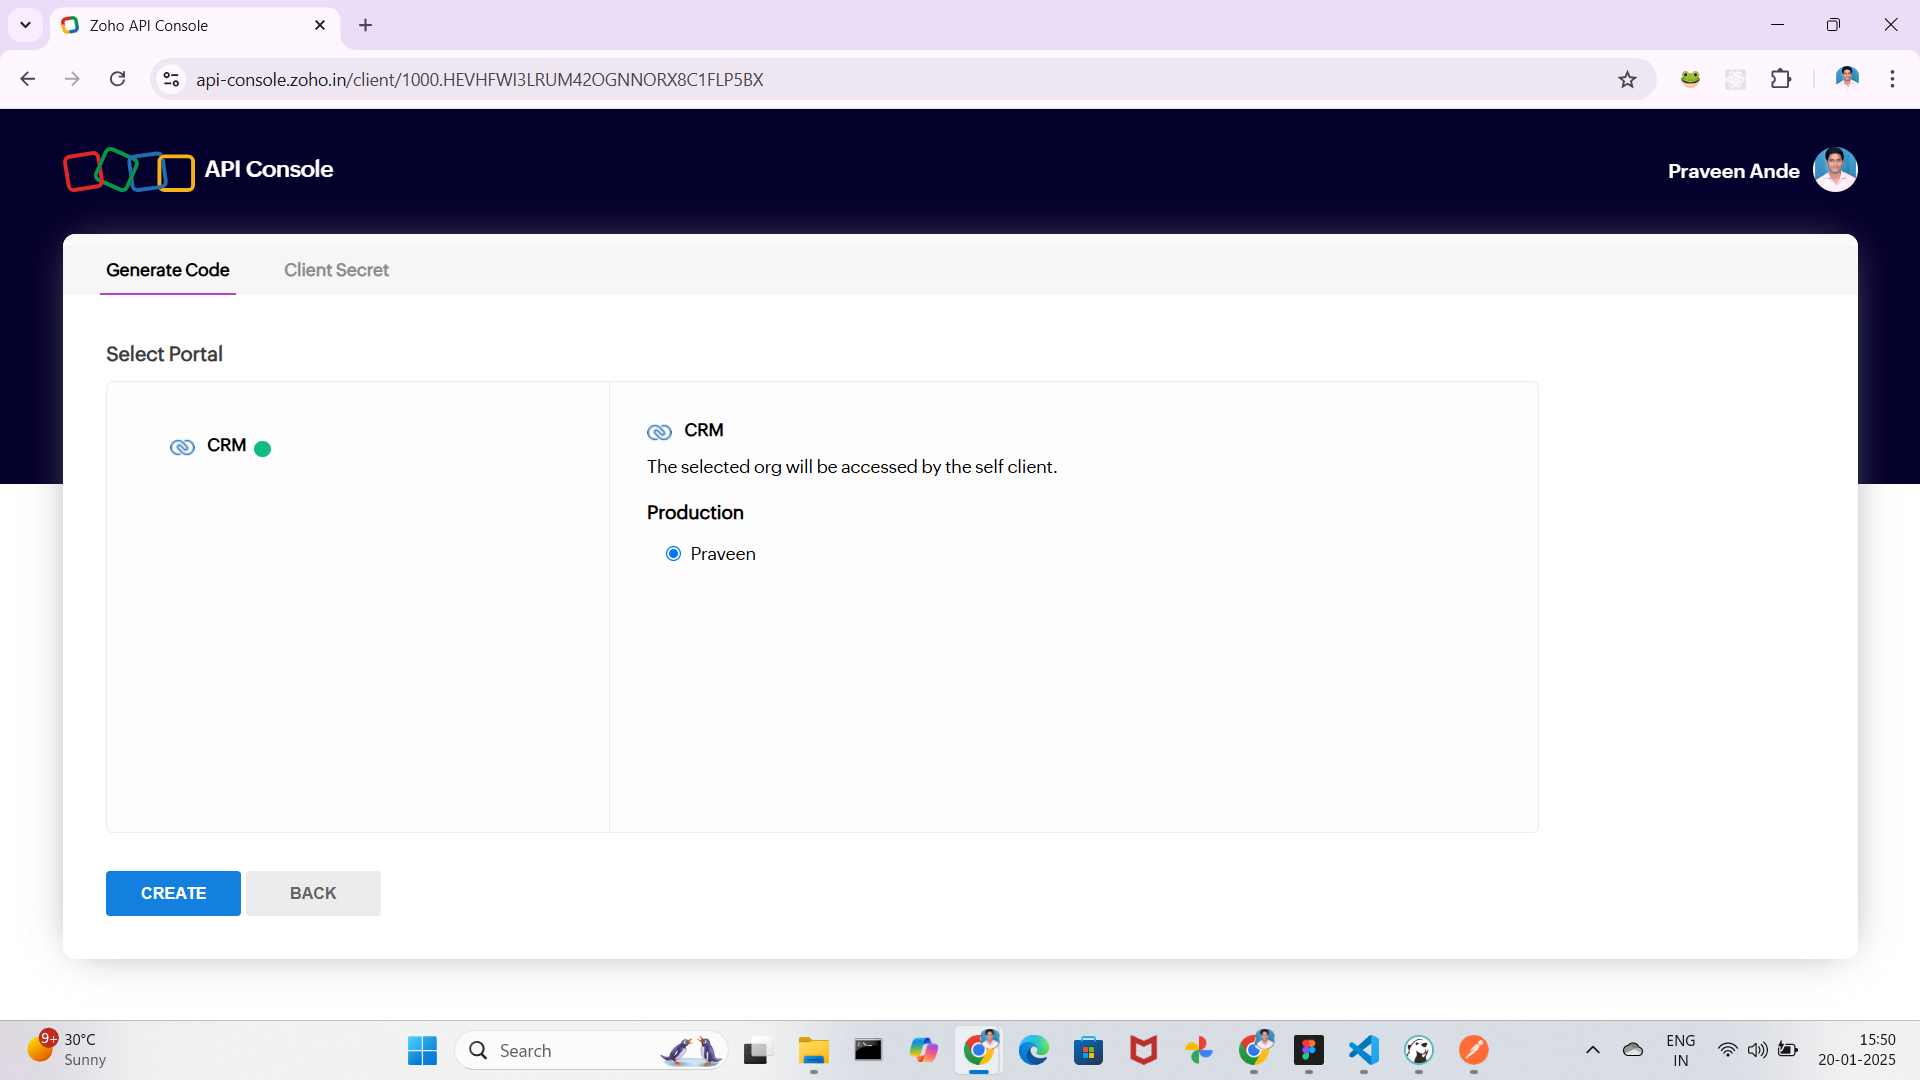 Zoho API Console
api-console.zoho.in/client/1000.HEVHFWI3LRUM42OGNNORX8C1FLP5BX
API Console
Praveen Ande
Generate Code
Client Secret
Select Portal
CRM
CRM
The selected org will be accessed by the self client.
Production
Praveen
CREATE
BACK
9+
30°C
Sunny
Search
ENG
IN
15:50
20-01-2025